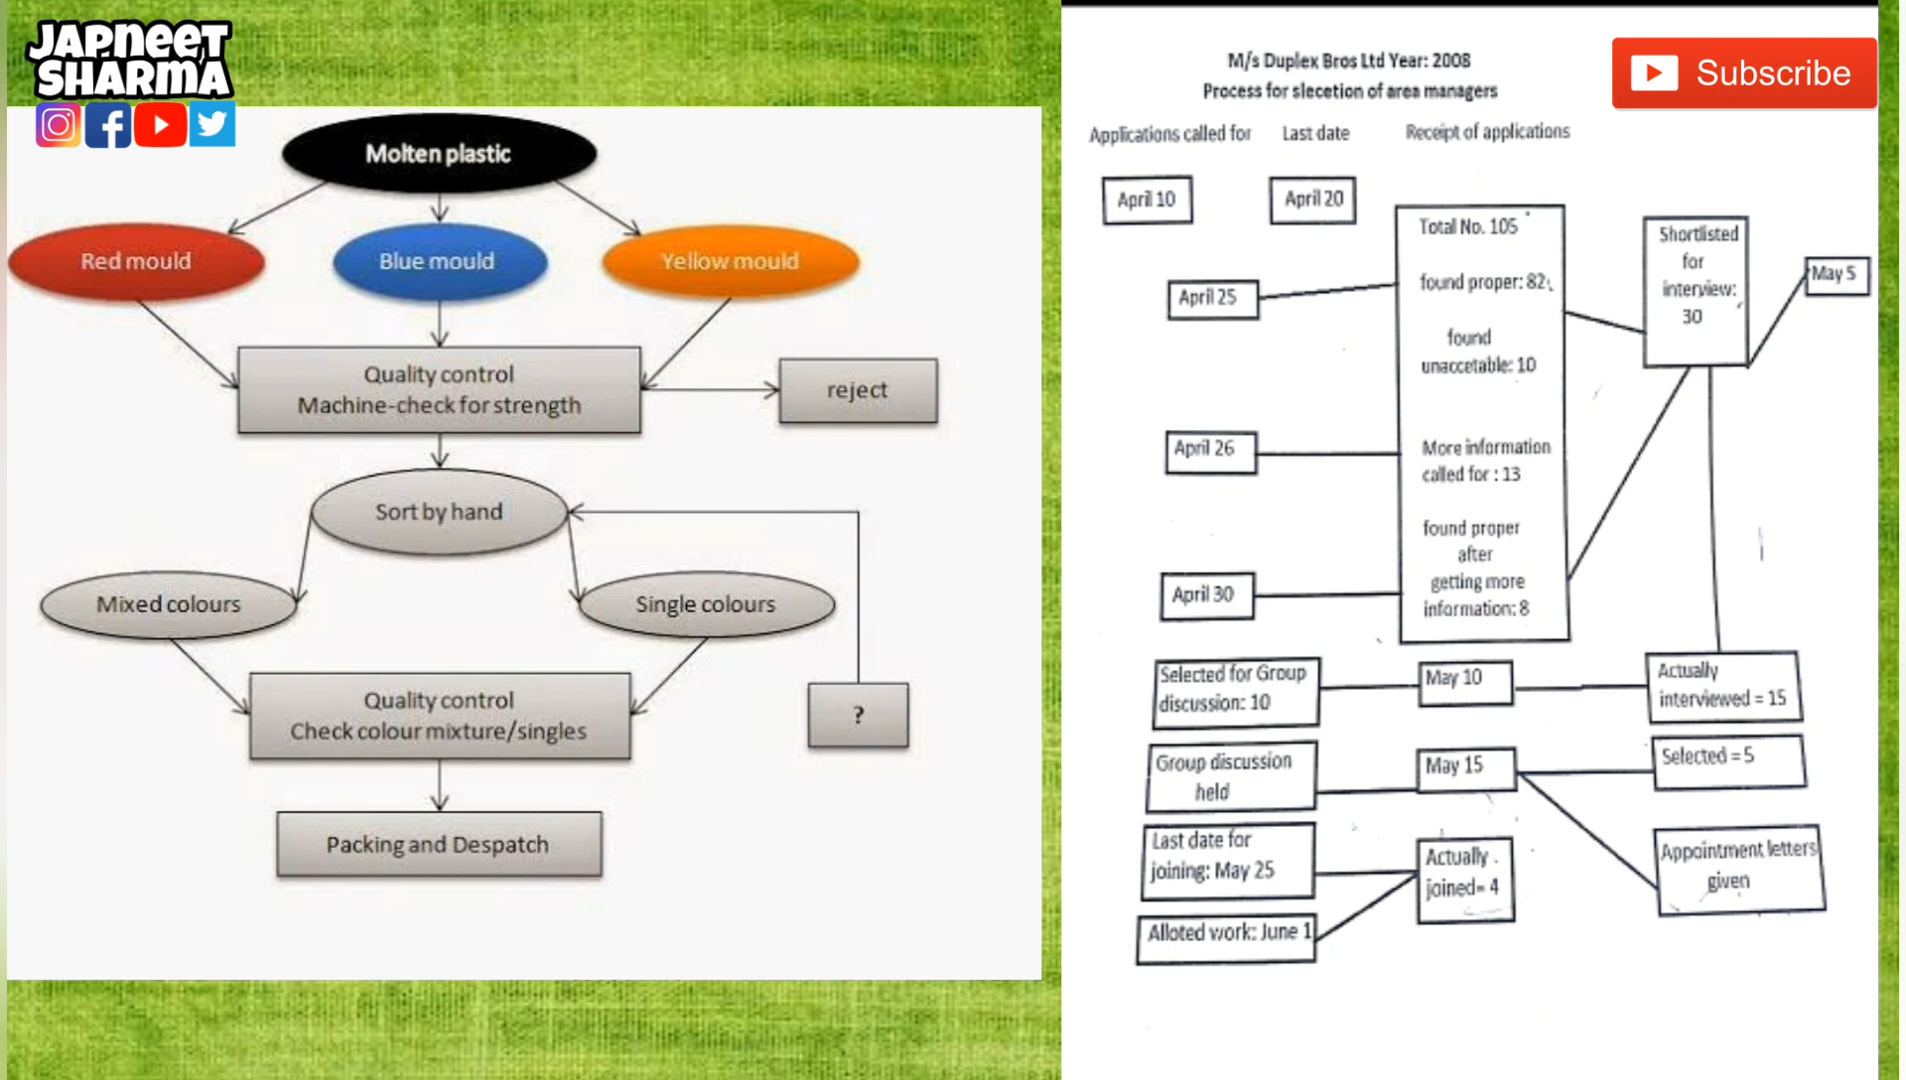 JAPNEET
SHARMA
Molten plastic
Red mould
Blue mould
Yellow mould
Quality control
Machine-check for strength
reject
Sort by hand
Mixed colours
Single colours
Quality control
Check colour mixture/singles
?
Packing and Despatch
Subscribe
M/s Duplex Bros Ltd Year: 2008
Process for slecetion of area managers
Applications called for
Last date
Receipt of applications
April 10
April 20
Total No. 105
found proper: 82
found
unaccetable: 10
More information
called for : 13
found proper
after
getting more
information: 8
April 25
April 26
April 30
Shortlisted
for
interview:
30
May 5
Selected for Group
discussion: 10
May 10
Actually
interviewed = 15
Group discussion
held
May 15
Selected = 5
Last date for
joining: May 25
Actually
joined= 4
Appointment letters
given
Alloted work: June 1